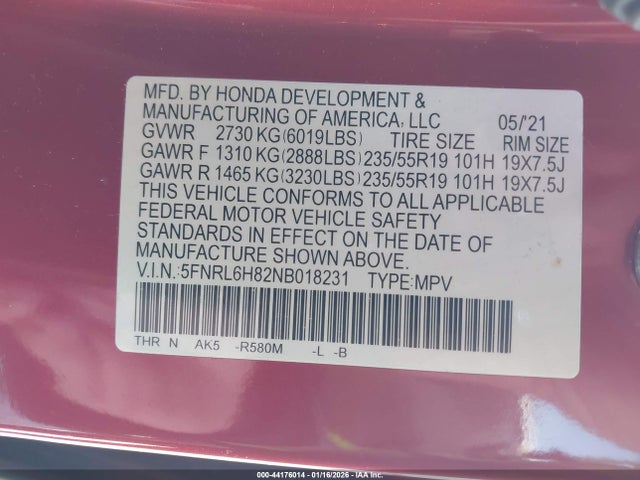 MFD. BY HONDA DEVELOPMENT &
MANUFACTURING OF AMERICA, LLC 05/'21
GVWR 2730 KG(6019LBS) TIRE SIZE RIM SIZE
GAWR F 1310 KG(2888LBS)235/55R19 101H 19X7.5J
GAWR R 1465 KG(3230LBS)235/55R19 101H 19X7.5J
THIS VEHICLE CONFORMS TO ALL APPLICABLE
FEDERAL MOTOR VEHICLE SAFETY
STANDARDS IN EFFECT ON THE DATE OF
MANUFACTURE SHOWN ABOVE.
V.I.N.:5FNRL6H82NB018231 TYPE:MPV
THR N AK5 -R580M -L -B
000-44176014 | 01/16/2026 - IAA Inc.